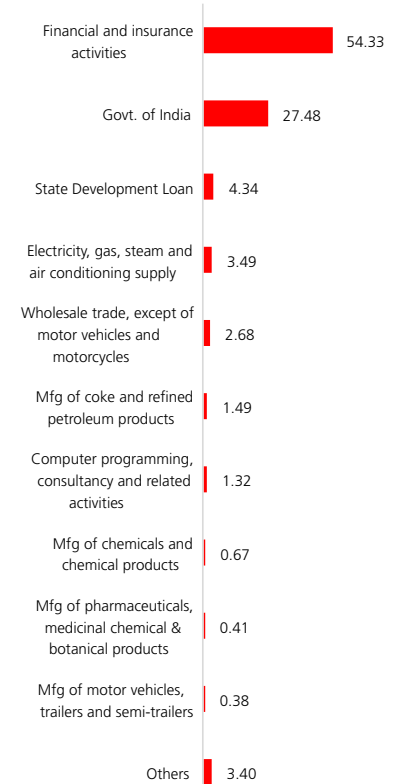 Financial and insurance
activities
54.33
Govt. of India
27.48
State Development Loan
4.34
Electricity, gas, steam and
air conditioning supply
3.49
Wholesale trade, except of
motor vehicles and
motorcycles
2.68
Mfg of coke and refined
petroleum products
1.49
Computer programming,
consultancy and related
activities
1.32
Mfg of chemicals and
chemical products
0.67
Mfg of pharmaceuticals,
medicinal chemical &
botanical products
0.41
Mfg of motor vehicles,
trailers and semi-trailers
0.38
Others
3.40